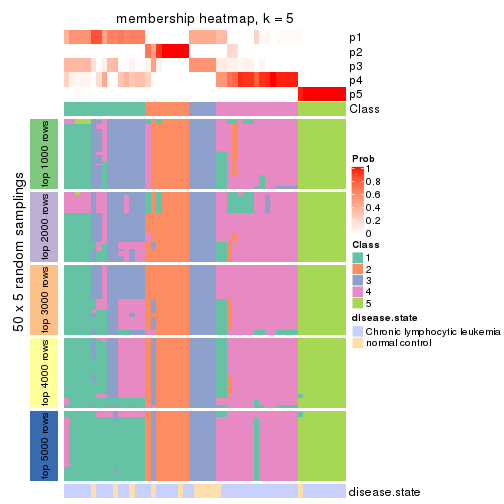 membership heatmap, k = 5
p1
p2
p3
p4
p5
Class
50 x 5 random samplings
top 1000 rows
top 2000 rows
top 3000 rows
top 4000 rows
top 5000 rows
disease.state
Prob
1
0.8
0.6
0.4
0.2
0
Class
1
2
3
4
5
disease.state
Chronic lymphocytic leukemia
normal control